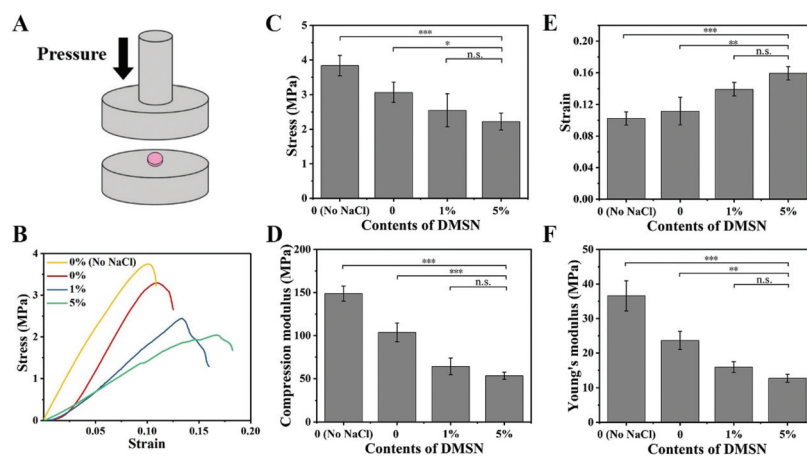 A
Pressure
B
Stress (MPa)
4
3
2
1
0
0% (No NaCl)
0%
1%
5%
0.05
0.10
0.15
0.20
Strain
C
Stress (MPa)
5
4
3
2
1
0
***
*
n.s.
0 (No NaCl)
0
1%
5%
Contents of DMSN
D
Compression modulus (MPa)
200
150
100
50
0
***
***
n.s.
0 (No NaCl)
0
1%
5%
Contents of DMSN
E
Strain
0.20
0.16
0.12
0.08
0.04
0.00
***
**
n.s.
0 (No NaCl)
0
1%
5%
Contents of DMSN
F
Young's modulus (MPa)
50
40
30
20
10
0
***
**
n.s.
0 (No NaCl)
0
1%
5%
Contents of DMSN